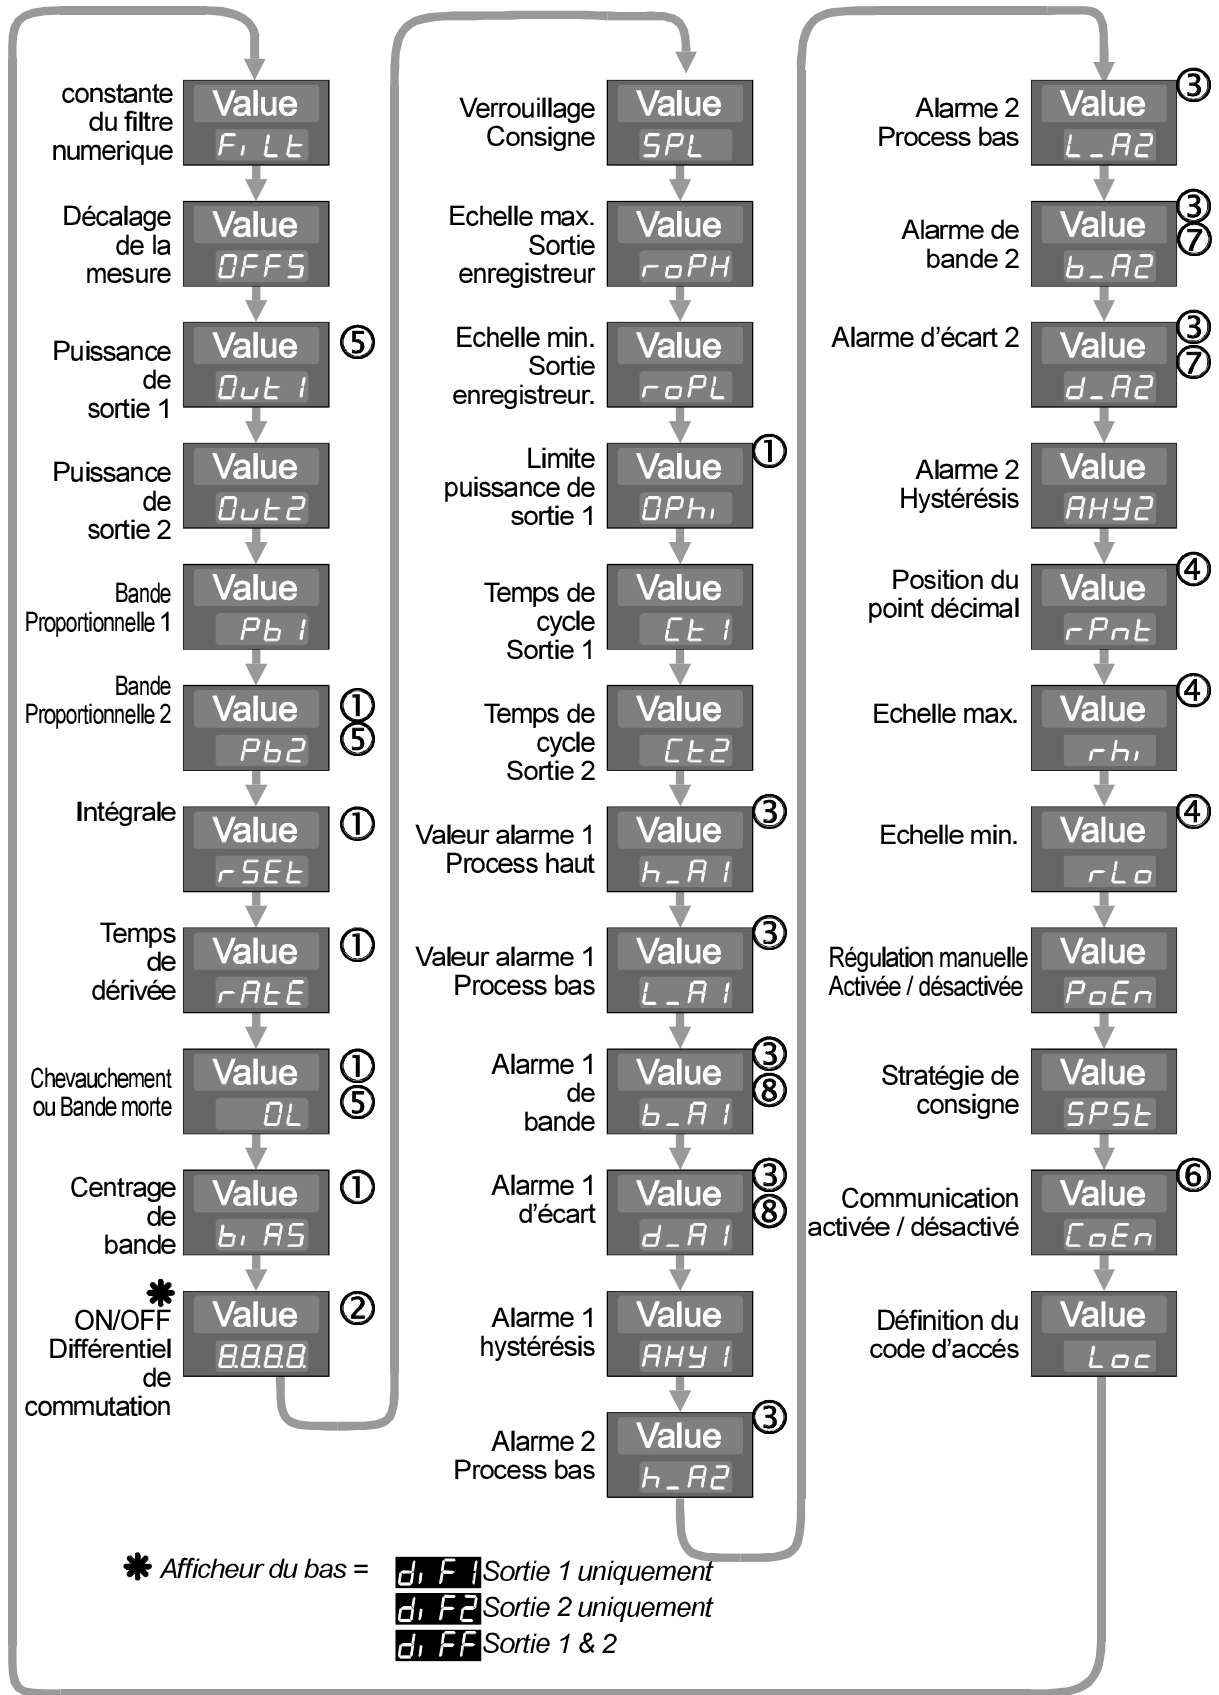 constante
du filtre
numerique
Value
FiLt
Décalage
de la
mesure
Value
OFFS
Puissance
de
sortie 1
Value
Out1
⑤
Puissance
de
sortie 2
Value
Out2
Bande
Proportionnelle 1
Value
Pb1
Bande
Proportionnelle 2
Value
Pb2
①
⑤
Intégrale
Value
rSEt
①
Temps
de
dérivée
Value
rAtE
①
Chevauchement
ou Bande morte
Value
OL
①
⑤
Centrage
de
bande
Value
biAS
①
✱
ON/OFF
Différentiel
de
commutation
Value
8.8.8.8.
②
Verrouillage
Consigne
Value
SPL
Echelle max.
Sortie
enregistreur
Value
roPH
Echelle min.
Sortie
enregistreur.
Value
roPL
Limite
puissance de
sortie 1
Value
OPhi
①
Temps de
cycle
Sortie 1
Value
Ct1
Temps de
cycle
Sortie 2
Value
Ct2
Valeur alarme 1
Process haut
Value
h_A1
③
Valeur alarme 1
Process bas
Value
L_A1
③
Alarme 1
de
bande
Value
b_A1
③
⑧
Alarme 1
d'écart
Value
d_A1
③
⑧
Alarme 1
hystérésis
Value
AHY1
Alarme 2
Process bas
Value
h_A2
③
Alarme 2
Process bas
Value
L_A2
③
Alarme de
bande 2
Value
b_A2
③
⑦
Alarme d'écart 2
Value
d_A2
③
⑦
Alarme 2
Hystérésis
Value
AHY2
Position du
point décimal
Value
rPnt
④
Echelle max.
Value
rhi
④
Echelle min.
Value
rLo
④
Régulation manuelle
Activée / désactivée
Value
PoEn
Stratégie de
consigne
Value
SPSt
Communication
activée / désactivé
Value
CoEn
⑥
Définition du
code d'accés
Value
Loc
✱ Afficheur du bas =
diF1 Sortie 1 uniquement
diF2 Sortie 2 uniquement
diFF Sortie 1 & 2